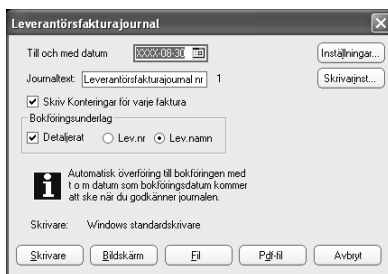 Leverantörsfakturajournal
Till och med datum XXXX-08-30 Inställningar...
Journaltext: Leverantörsfakturajournal nr 1 Skrivarinst...
Skriv Konteringar för varje faktura
Bokföringsunderlag
Detaljerat Lev.nr Lev.namn
Automatisk överföring till bokföringen med
t o m datum som bokföringsdatum kommer
att ske när du godkänner journalen.
Skrivare: Windows standardskrivare
Skrivare Bildskärm Fil Pdf-fil Avbryt